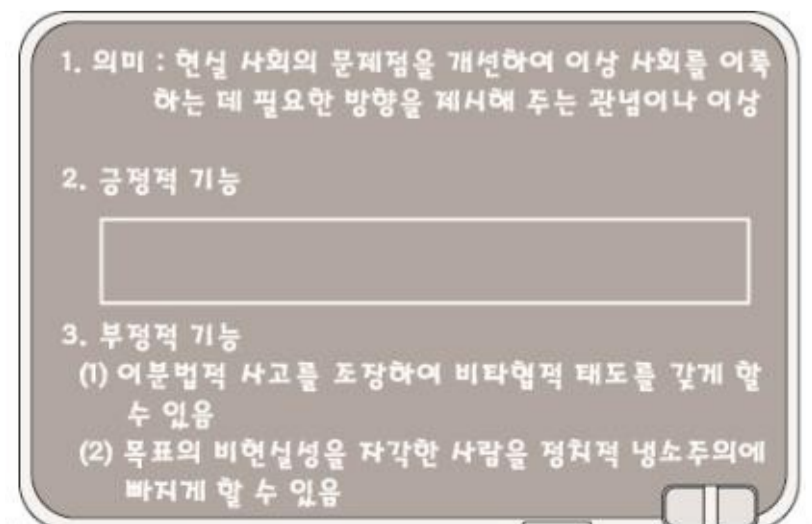 1. 의미 : 현실 사회의 문제점을 개선하여 이상 사회를 이룩
하는 데 필요한 방향을 제시해 주는 관념이나 이상
2. 긍정적 기능
3. 부정적 기능
(1) 이분법적 사고를 조장하여 비타협적 태도를 갖게 할
수 있음
(2) 목표의 비현실성을 자각한 사람을 정치적 냉소주의에
빠지게 할 수 있음